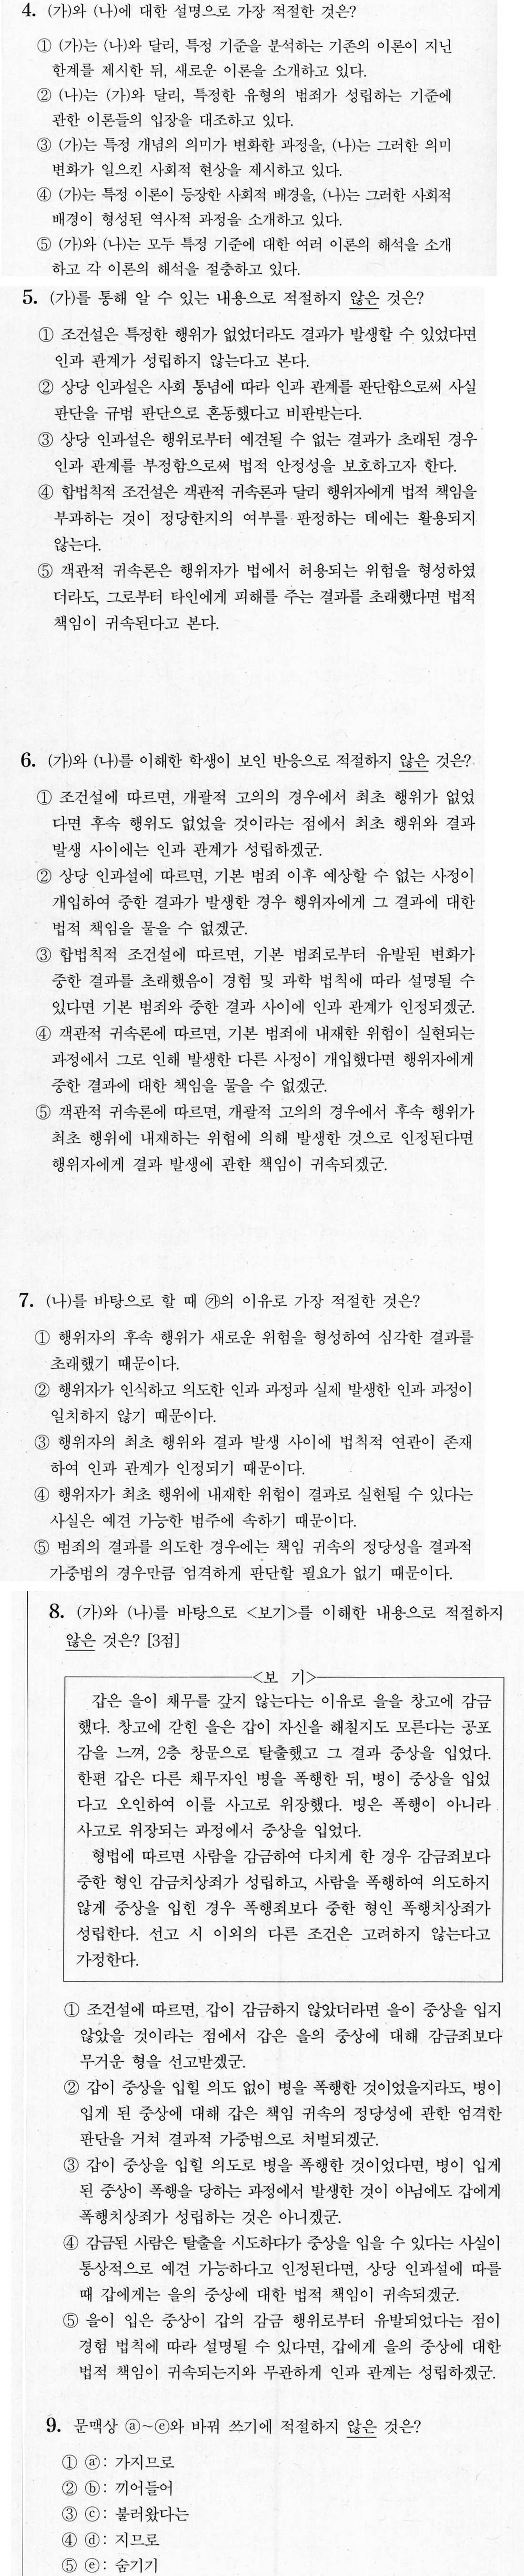 4. (가)와 (나)에 대한 설명으로 가장 적절한 것은?
① (가)는 (나)와 달리, 특정 기준을 분석하는 기존의 이론이 지닌
한계를 제시한 뒤, 새로운 이론을 소개하고 있다.
② (나)는 (가)와 달리, 특정한 유형의 범죄가 성립하는 기준에
관한 이론들의 입장을 대조하고 있다.
③ (가)는 특정 개념의 의미가 변화한 과정을, (나)는 그러한 의미
변화가 일으킨 사회적 현상을 제시하고 있다.
④ (가)는 특정 이론이 등장한 사회적 배경을, (나)는 그러한 사회적
배경이 형성된 역사적 과정을 소개하고 있다.
⑤ (가)와 (나)는 모두 특정 기준에 대한 여러 이론의 해석을 소개
하고 각 이론의 해석을 절충하고 있다.
5. (가)를 통해 알 수 있는 내용으로 적절하지 않은 것은?
① 조건설은 특정한 행위가 없었더라도 결과가 발생할 수 있었다면
인과 관계가 성립하지 않는다고 본다.
② 상당 인과설은 사회 통념에 따라 인과 관계를 판단함으로써 사실
판단을 규범 판단으로 혼동했다고 비판받는다.
③ 상당 인과설은 행위로부터 예견될 수 없는 결과가 초래된 경우
인과 관계를 부정함으로써 법적 안정성을 보호하고자 한다.
④ 합법칙적 조건설은 객관적 귀속론과 달리 행위자에게 법적 책임을
부과하는 것이 정당한지의 여부를 판정하는 데에는 활용되지
않는다.
⑤ 객관적 귀속론은 행위자가 법에서 허용되는 위험을 형성하였
더라도, 그로부터 타인에게 피해를 주는 결과를 초래했다면 법적
책임이 귀속된다고 본다.
6. (가)와 (나)를 이해한 학생이 보인 반응으로 적절하지 않은 것은?
① 조건설에 따르면, 개괄적 고의의 경우에서 최초 행위가 없었
다면 후속 행위도 없었을 것이라는 점에서 최초 행위와 결과
발생 사이에는 인과 관계가 성립하겠군.
② 상당 인과설에 따르면, 기본 범죄 이후 예상할 수 없는 사정이
개입하여 중한 결과가 발생한 경우 행위자에게 그 결과에 대한
법적 책임을 물을 수 없겠군.
③ 합법칙적 조건설에 따르면, 기본 범죄로부터 유발된 변화가
중한 결과를 초래했음이 경험 및 과학 법칙에 따라 설명될 수
있다면 기본 범죄와 중한 결과 사이에 인과 관계가 인정되겠군.
④ 객관적 귀속론에 따르면, 기본 범죄에 내재한 위험이 실현되는
과정에서 그로 인해 발생한 다른 사정이 개입했다면 행위자에게
중한 결과에 대한 책임을 물을 수 없겠군.
⑤ 객관적 귀속론에 따르면, 개괄적 고의의 경우에서 후속 행위가
최초 행위에 내재하는 위험에 의해 발생한 것으로 인정된다면
행위자에게 결과 발생에 관한 책임이 귀속되겠군.
7. (나)를 바탕으로 할 때 ㉮의 이유로 가장 적절한 것은?
① 행위자의 후속 행위가 새로운 위험을 형성하여 심각한 결과를
초래했기 때문이다.
② 행위자가 인식하고 의도한 인과 과정과 실제 발생한 인과 과정이
일치하지 않기 때문이다.
③ 행위자의 최초 행위와 결과 발생 사이에 법칙적 연관이 존재
하여 인과 관계가 인정되기 때문이다.
④ 행위자가 최초 행위에 내재한 위험이 결과로 실현될 수 있다는
사실은 예견 가능한 범주에 속하기 때문이다.
⑤ 범죄의 결과를 의도한 경우에는 책임 귀속의 정당성을 결과적
가중범의 경우만큼 엄격하게 판단할 필요가 없기 때문이다.
8. (가)와 (나)를 바탕으로 <보기>를 이해한 내용으로 적절하지
않은 것은? [3점]
<보 기>
갑은 을이 채무를 갚지 않는다는 이유로 을을 창고에 감금
했다. 창고에 갇힌 을은 갑이 자신을 해칠지도 모른다는 공포
감을 느껴, 2층 창문으로 탈출했고 그 결과 중상을 입었다.
한편 갑은 다른 채무자인 병을 폭행한 뒤, 병이 중상을 입었
다고 오인하여 이를 사고로 위장했다. 병은 폭행이 아니라
사고로 위장되는 과정에서 중상을 입었다.
형법에 따르면 사람을 감금하여 다치게 한 경우 감금죄보다
중한 형인 감금치상죄가 성립하고, 사람을 폭행하여 의도하지
않게 중상을 입힌 경우 폭행죄보다 중한 형인 폭행치상죄가
성립한다. 선고 시 이외의 다른 조건은 고려하지 않는다고
가정한다.
① 조건설에 따르면, 갑이 감금하지 않았더라면 을이 중상을 입지
않았을 것이라는 점에서 갑은 을의 중상에 대해 감금죄보다
무거운 형을 선고받겠군.
② 갑이 중상을 입힐 의도 없이 병을 폭행한 것이었을지라도, 병이
입게 된 중상에 대해 갑은 책임 귀속의 정당성에 관한 엄격한
판단을 거쳐 결과적 가중범으로 처벌되겠군.
③ 갑이 중상을 입힐 의도로 병을 폭행한 것이었다면, 병이 입게
된 중상이 폭행을 당하는 과정에서 발생한 것이 아님에도 갑에게
폭행치상죄가 성립하는 것은 아니겠군.
④ 감금된 사람은 탈출을 시도하다가 중상을 입을 수 있다는 사실이
통상적으로 예견 가능하다고 인정된다면, 상당 인과설에 따를
때 갑에게는 을의 중상에 대한 법적 책임이 귀속되겠군.
⑤ 을이 입은 중상이 갑의 감금 행위로부터 유발되었다는 점이
경험 법칙에 따라 설명될 수 있다면, 갑에게 을의 중상에 대한
법적 책임이 귀속되는지와 무관하게 인과 관계는 성립하겠군.
9. 문맥상 ⓐ~ⓔ와 바꿔 쓰기에 적절하지 않은 것은?
① ⓐ: 가지므로
② ⓑ: 끼어들어
③ ⓒ: 불러왔다는
④ ⓓ: 지므로
⑤ ⓔ: 숨기기